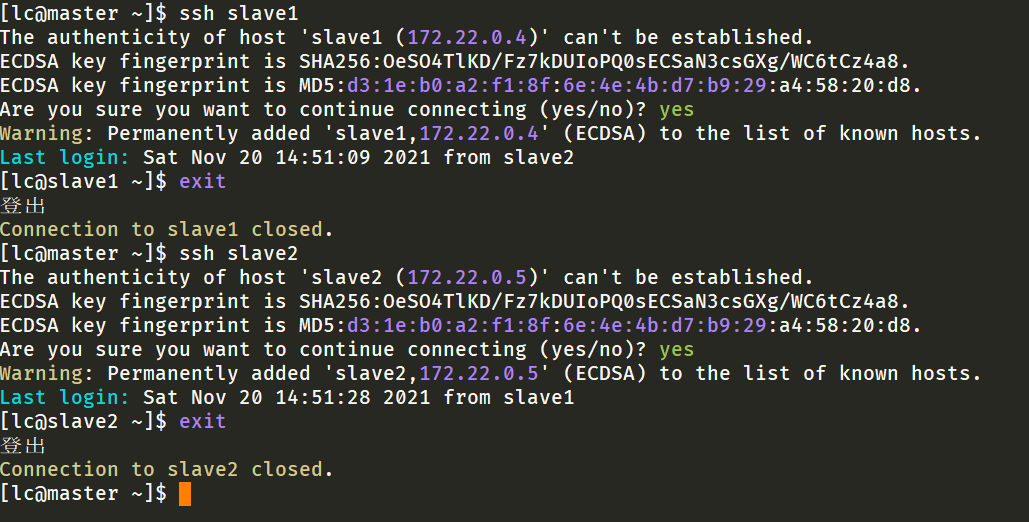 [lc@master ~]$ ssh slave1
The authenticity of host 'slave1 (172.22.0.4)' can't be established.
ECDSA key fingerprint is SHA256:OeSO4TlKD/Fz7kDUIoPQ0sECSaN3csGXg/WC6tCz4a8.
ECDSA key fingerprint is MD5:d3:1e:b0:a2:f1:8f:6e:4e:4b:d7:b9:29:a4:58:20:d8.
Are you sure you want to continue connecting (yes/no)? yes
Warning: Permanently added 'slave1,172.22.0.4' (ECDSA) to the list of known hosts.
Last login: Sat Nov 20 14:51:09 2021 from slave2
[lc@slave1 ~]$ exit
登出
Connection to slave1 closed.
[lc@master ~]$ ssh slave2
The authenticity of host 'slave2 (172.22.0.5)' can't be established.
ECDSA key fingerprint is SHA256:OeSO4TlKD/Fz7kDUIoPQ0sECSaN3csGXg/WC6tCz4a8.
ECDSA key fingerprint is MD5:d3:1e:b0:a2:f1:8f:6e:4e:4b:d7:b9:29:a4:58:20:d8.
Are you sure you want to continue connecting (yes/no)? yes
Warning: Permanently added 'slave2,172.22.0.5' (ECDSA) to the list of known hosts.
Last login: Sat Nov 20 14:51:28 2021 from slave1
[lc@slave2 ~]$ exit
登出
Connection to slave2 closed.
[lc@master ~]$